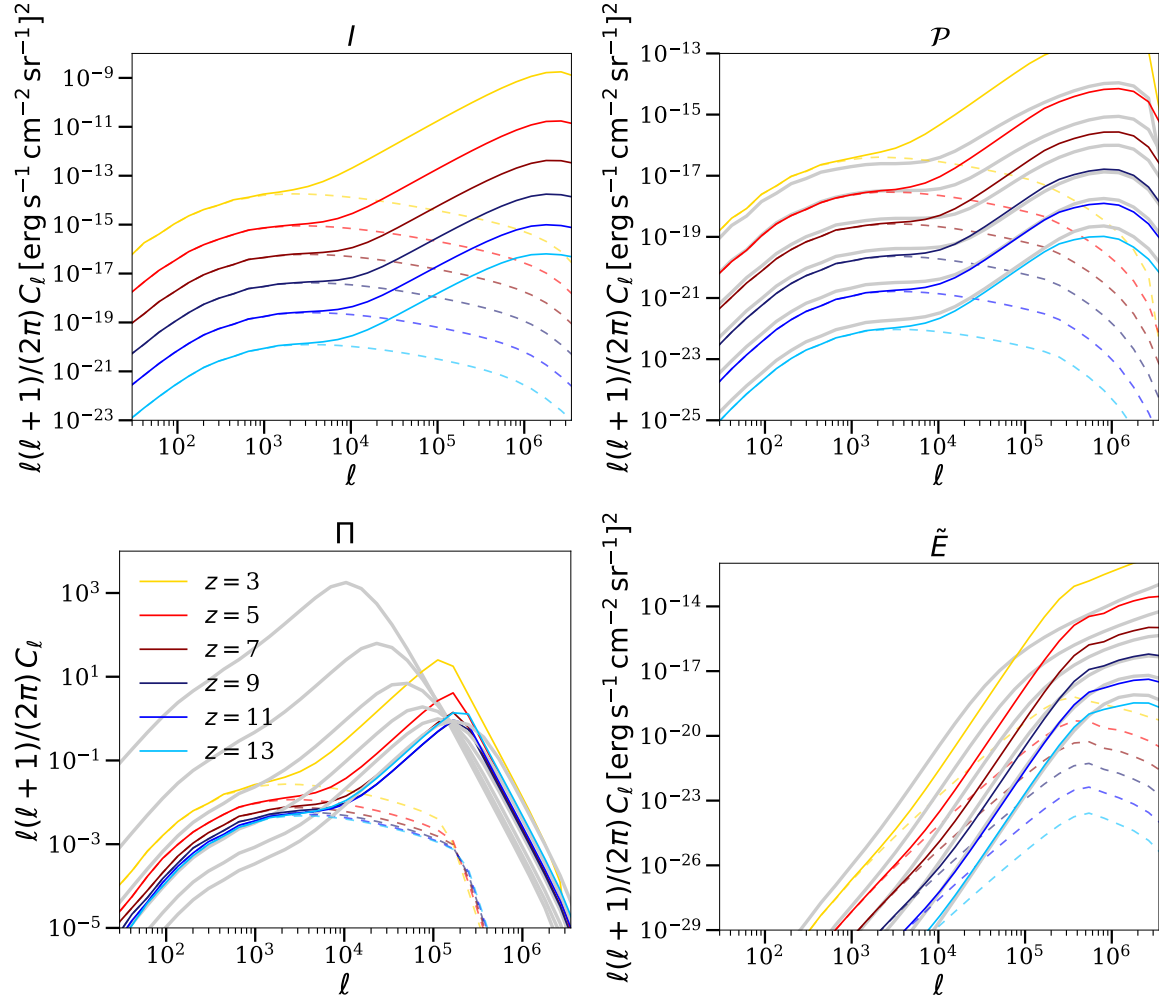 I
ℓ(ℓ + 1)/(2π) C_ℓ [erg s⁻¹ cm⁻² sr⁻¹]²
10⁻⁹
10⁻¹¹
10⁻¹³
10⁻¹⁵
10⁻¹⁷
10⁻¹⁹
10⁻²¹
10⁻²³
10² 10³ 10⁴ 10⁵ 10⁶
ℓ
𝒫
ℓ(ℓ + 1)/(2π) C_ℓ [erg s⁻¹ cm⁻² sr⁻¹]²
10⁻¹³
10⁻¹⁵
10⁻¹⁷
10⁻¹⁹
10⁻²¹
10⁻²³
10⁻²⁵
10² 10³ 10⁴ 10⁵ 10⁶
ℓ
Π
ℓ(ℓ + 1)/(2π) C_ℓ
10³
10¹
10⁻¹
10⁻³
10⁻⁵
z = 3
z = 5
z = 7
z = 9
z = 11
z = 13
10² 10³ 10⁴ 10⁵ 10⁶
ℓ
Ẽ
ℓ(ℓ + 1)/(2π) C_ℓ [erg s⁻¹ cm⁻² sr⁻¹]²
10⁻¹⁴
10⁻¹⁷
10⁻²⁰
10⁻²³
10⁻²⁶
10⁻²⁹
10² 10³ 10⁴ 10⁵ 10⁶
ℓ